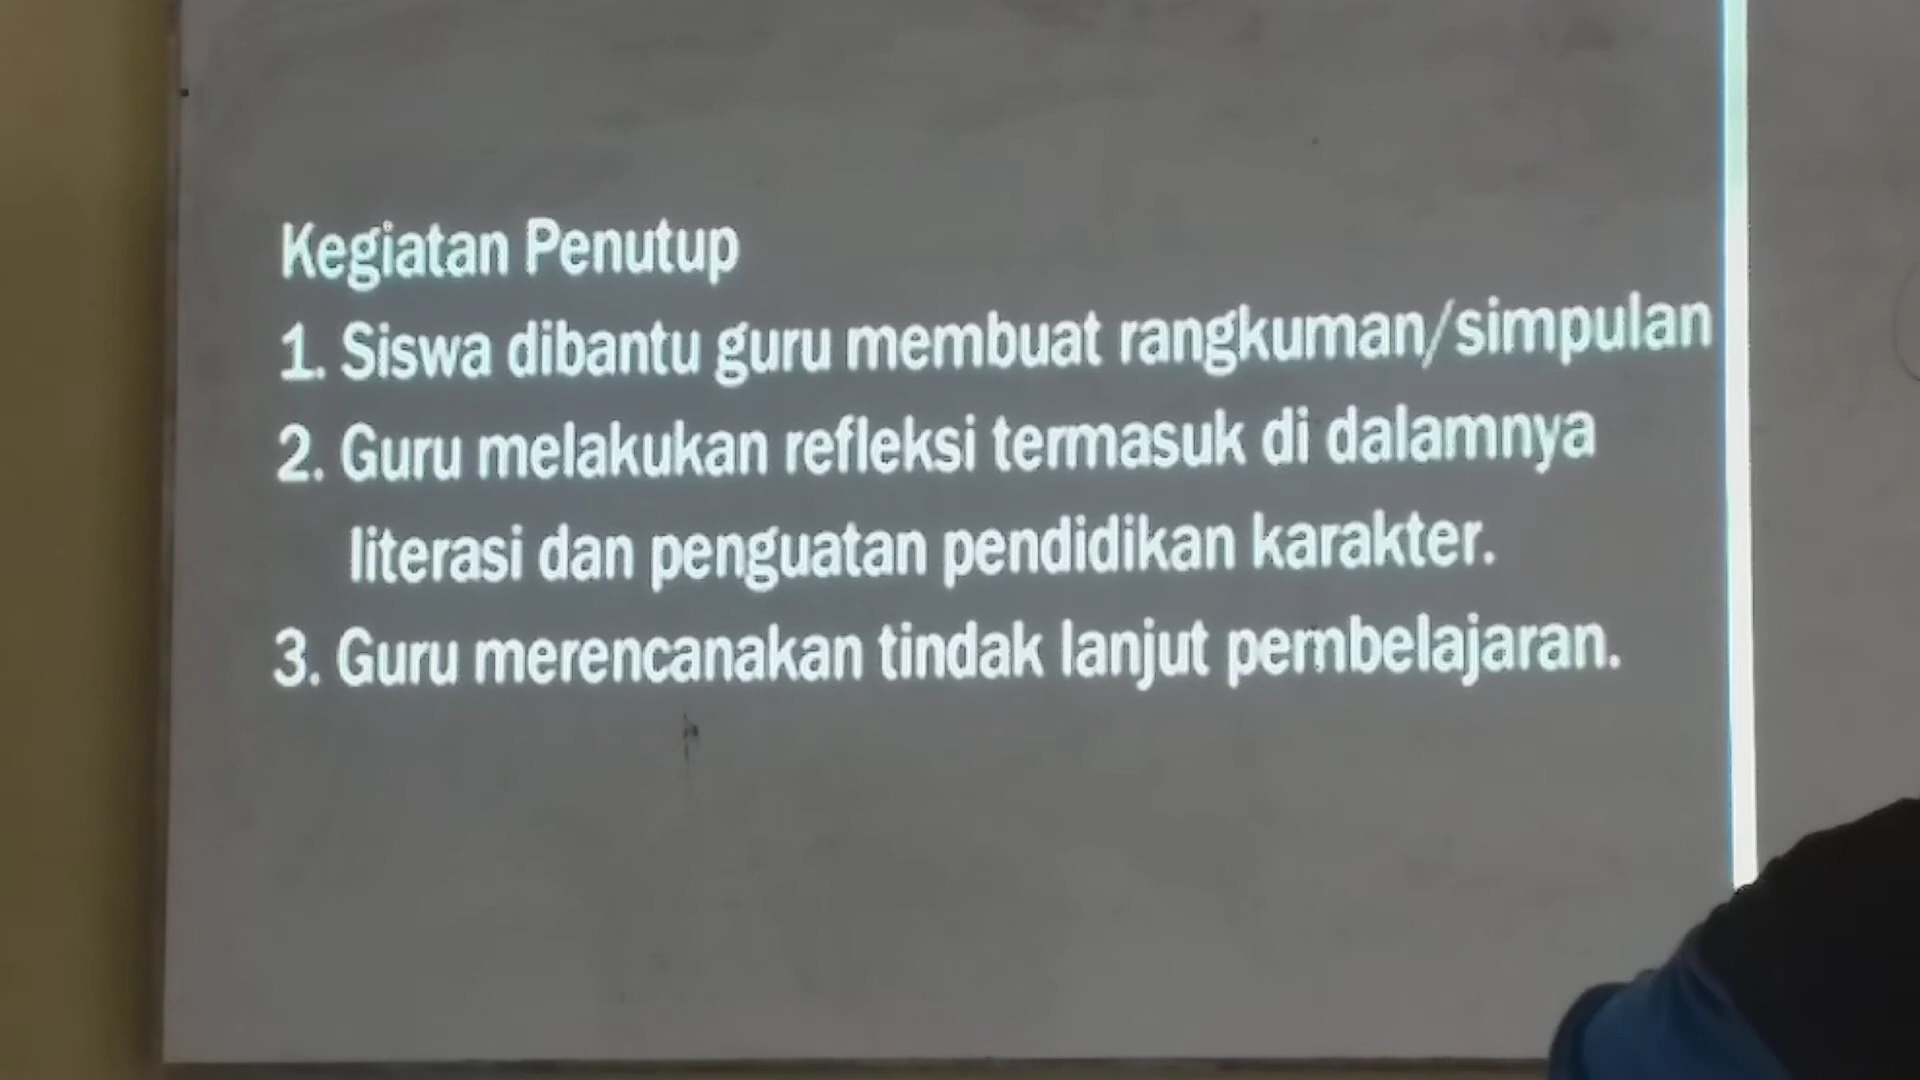 Kegiatan Penutup
1. Siswa dibantu guru membuat rangkuman/simpulan
2. Guru melakukan refleksi termasuk di dalamnya
literasi dan penguatan pendidikan karakter.
3. Guru merencanakan tindak lanjut pembelajaran.